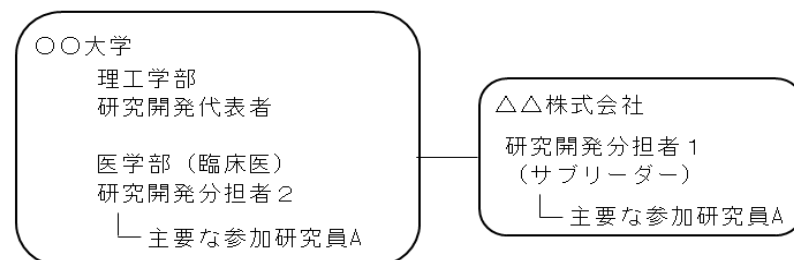 ○○大学
理工学部
研究開発代表者
医学部（臨床医）
研究開発分担者２
主要な参加研究員A
△△株式会社
研究開発分担者１
（サブリーダー）
主要な参加研究員A